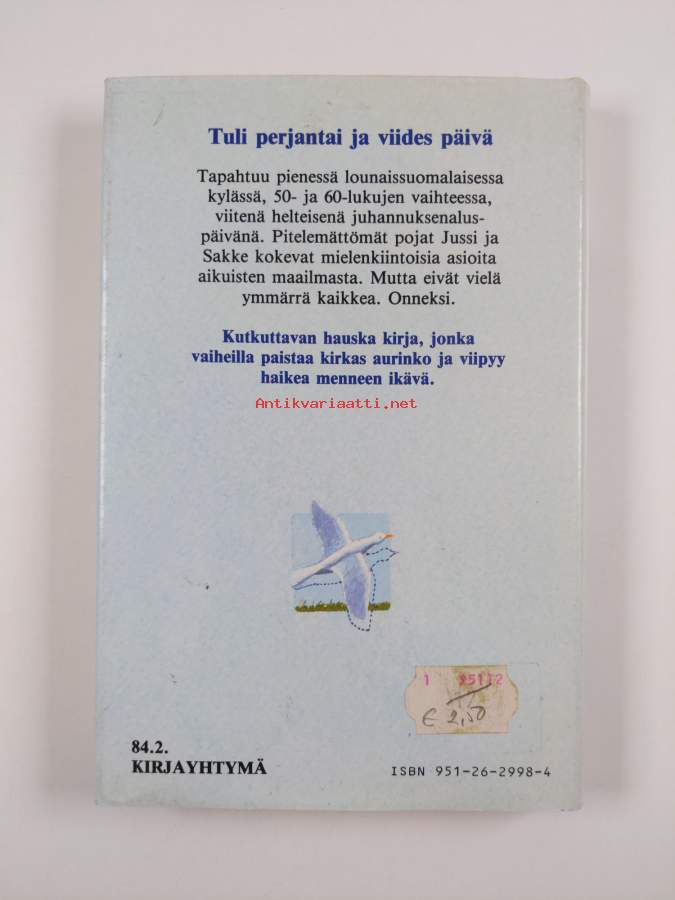 Tuli perjantai ja viides päivä
Tapahtuu pienessä lounaissuomalaisessa
kylässä, 50- ja 60-lukujen vaihteessa,
viitenä helteisenä juhannuksenalus-
päivänä. Pitelemättömät pojat Jussi ja
Sakke kokevat mielenkiintoisia asioita
aikuisten maailmasta. Mutta eivät vielä
ymmärrä kaikkea. Onneksi.
Kutkuttavan hauska kirja, jonka
vaiheilla paistaa kirkas aurinko ja viipyy
haikea menneen ikävä.
Antikvariaatti.net
1 95112
€ 2,50
84.2.
KIRJAYHTYMÄ
ISBN 951-26-2998-4